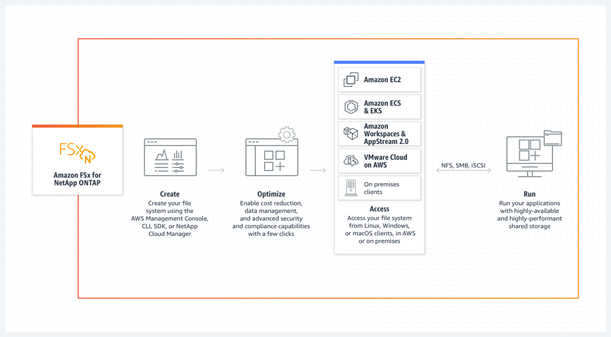 FSx
N
Amazon FSx for
NetApp ONTAP
Create
Create your file
system using the
AWS Management Console,
CLI, SDK, or NetApp
Cloud Manager
Optimize
Enable cost reduction,
data management,
and advanced security
and compliance capabilities
with a few clicks
Amazon EC2
Amazon ECS
& EKS
Amazon
Workspaces &
AppStream 2.0
VMware Cloud
on AWS
On premises
clients
Access
Access your file system
from Linux, Windows,
or macOS clients, in AWS
or on premises
NFS, SMB, iSCSI
Run
Run your applications
with highly-available
and highly-performant
shared storage